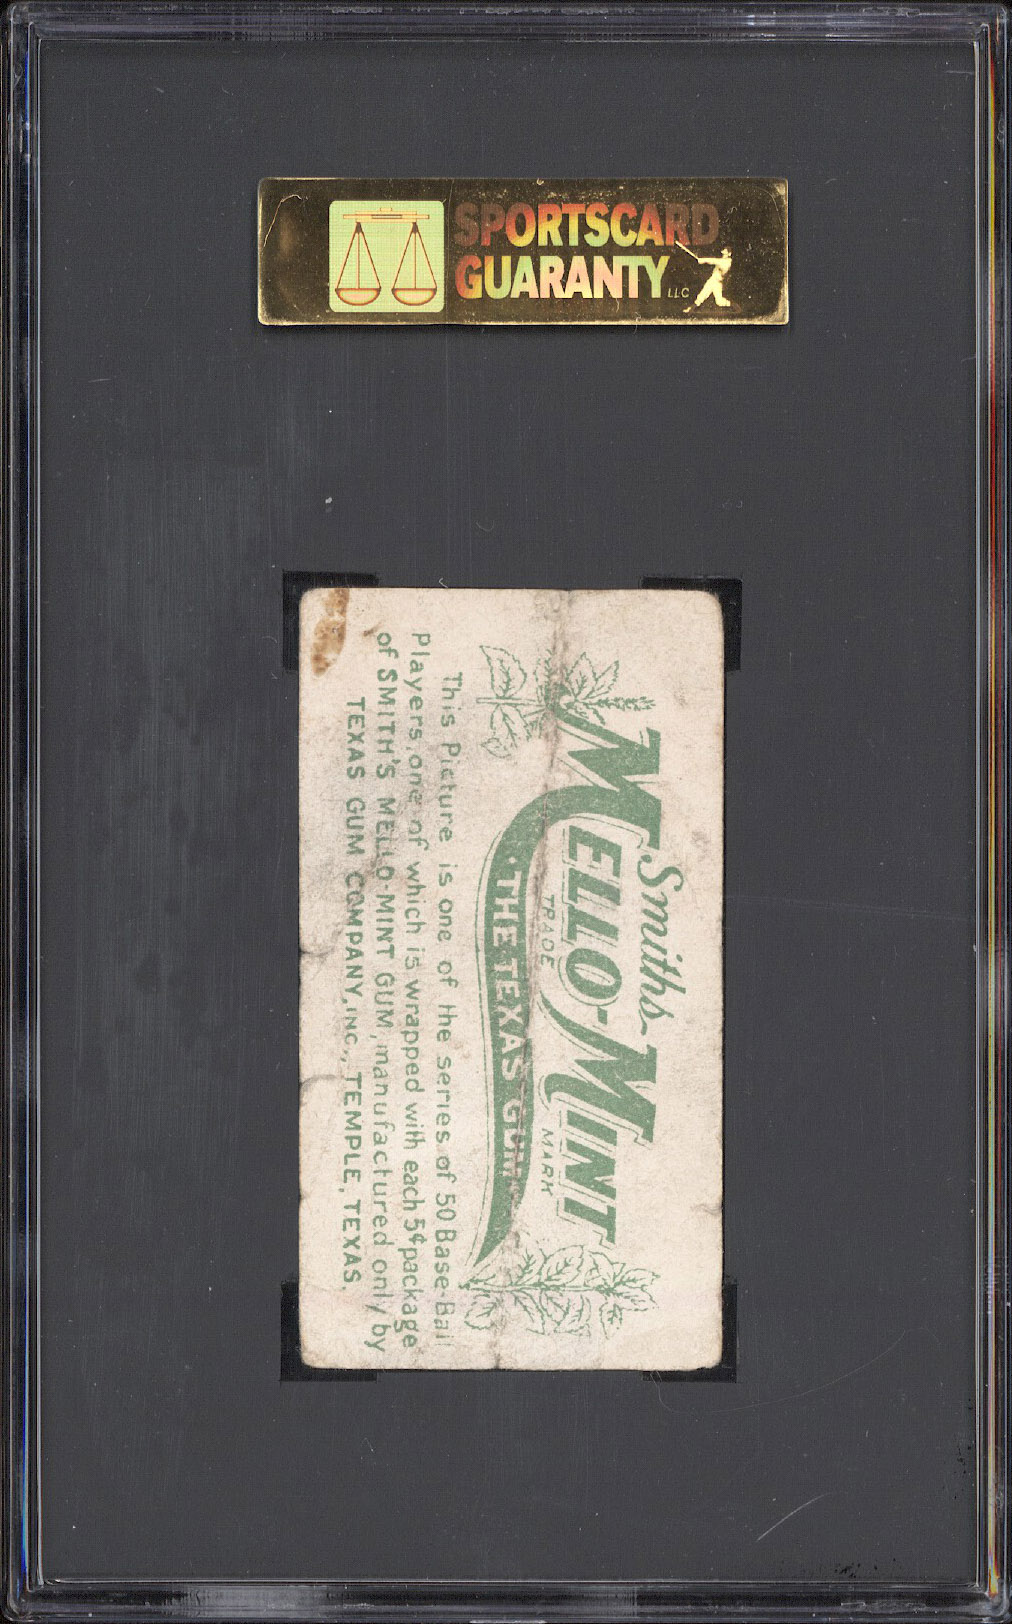 SPORTSCARD
GUARANTY LLC
Smith's
MELLO-MINT
TRADE MARK
· THE TEXAS GUM
This Picture is one of the series of 50 Base-Ball
Players, one of which is wrapped with each 5¢ package
of SMITH'S MELLO-MINT GUM, manufactured only by
TEXAS GUM COMPANY, INC., TEMPLE, TEXAS.